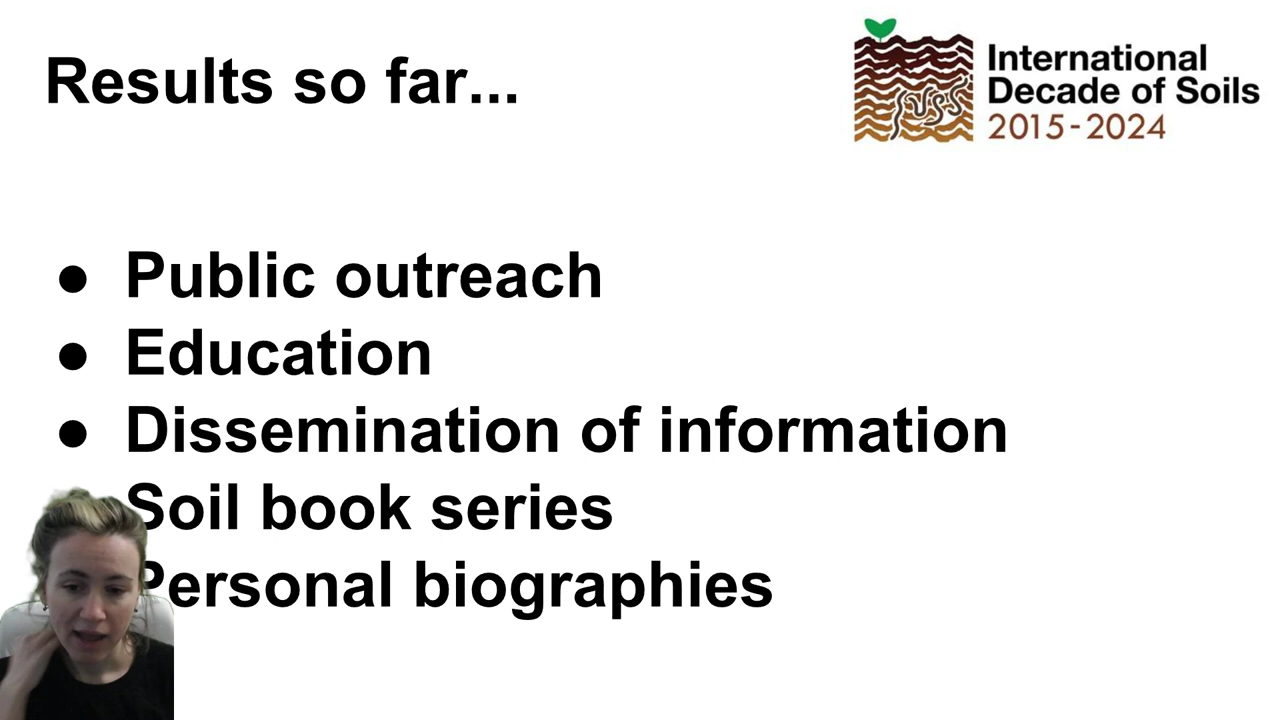 Results so far...
IUSS
International
Decade of Soils
2015-2024
● Public outreach
● Education
● Dissemination of information
Soil book series
Personal biographies